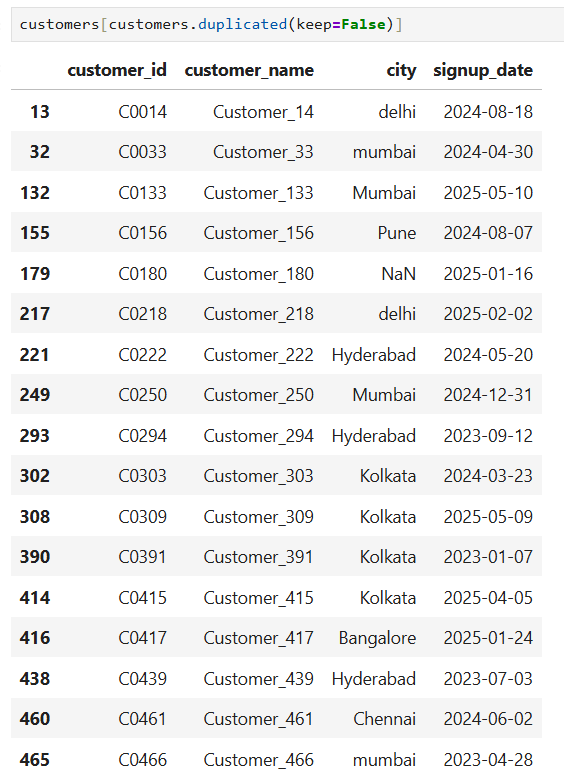 customers[customers.duplicated(keep=False)]
customer_id customer_name city signup_date
13 C0014 Customer_14 delhi 2024-08-18
32 C0033 Customer_33 mumbai 2024-04-30
132 C0133 Customer_133 Mumbai 2025-05-10
155 C0156 Customer_156 Pune 2024-08-07
179 C0180 Customer_180 NaN 2025-01-16
217 C0218 Customer_218 delhi 2025-02-02
221 C0222 Customer_222 Hyderabad 2024-05-20
249 C0250 Customer_250 Mumbai 2024-12-31
293 C0294 Customer_294 Hyderabad 2023-09-12
302 C0303 Customer_303 Kolkata 2024-03-23
308 C0309 Customer_309 Kolkata 2025-05-09
390 C0391 Customer_391 Kolkata 2023-01-07
414 C0415 Customer_415 Kolkata 2025-04-05
416 C0417 Customer_417 Bangalore 2025-01-24
438 C0439 Customer_439 Hyderabad 2023-07-03
460 C0461 Customer_461 Chennai 2024-06-02
465 C0466 Customer_466 mumbai 2023-04-28